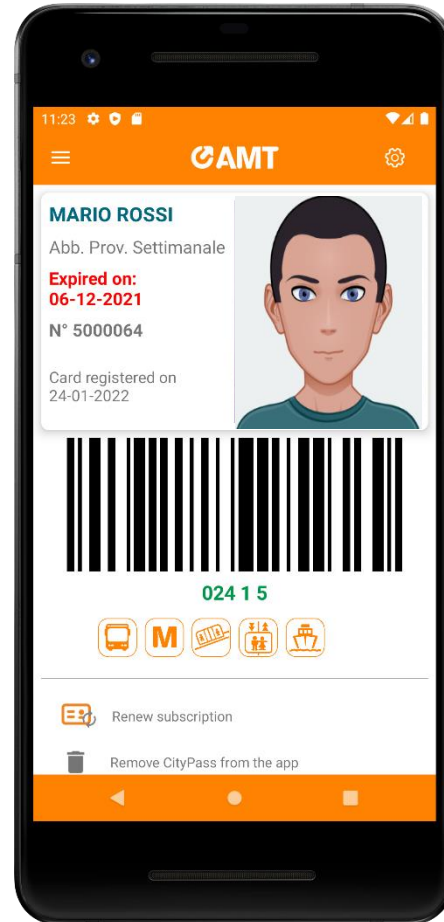 11:23
AMT
MARIO ROSSI
Abb. Prov. Settimanale
Expired on:
06-12-2021
N° 5000064
Card registered on
24-01-2022
024 1 5
M
Renew subscription
Remove CityPass from the app